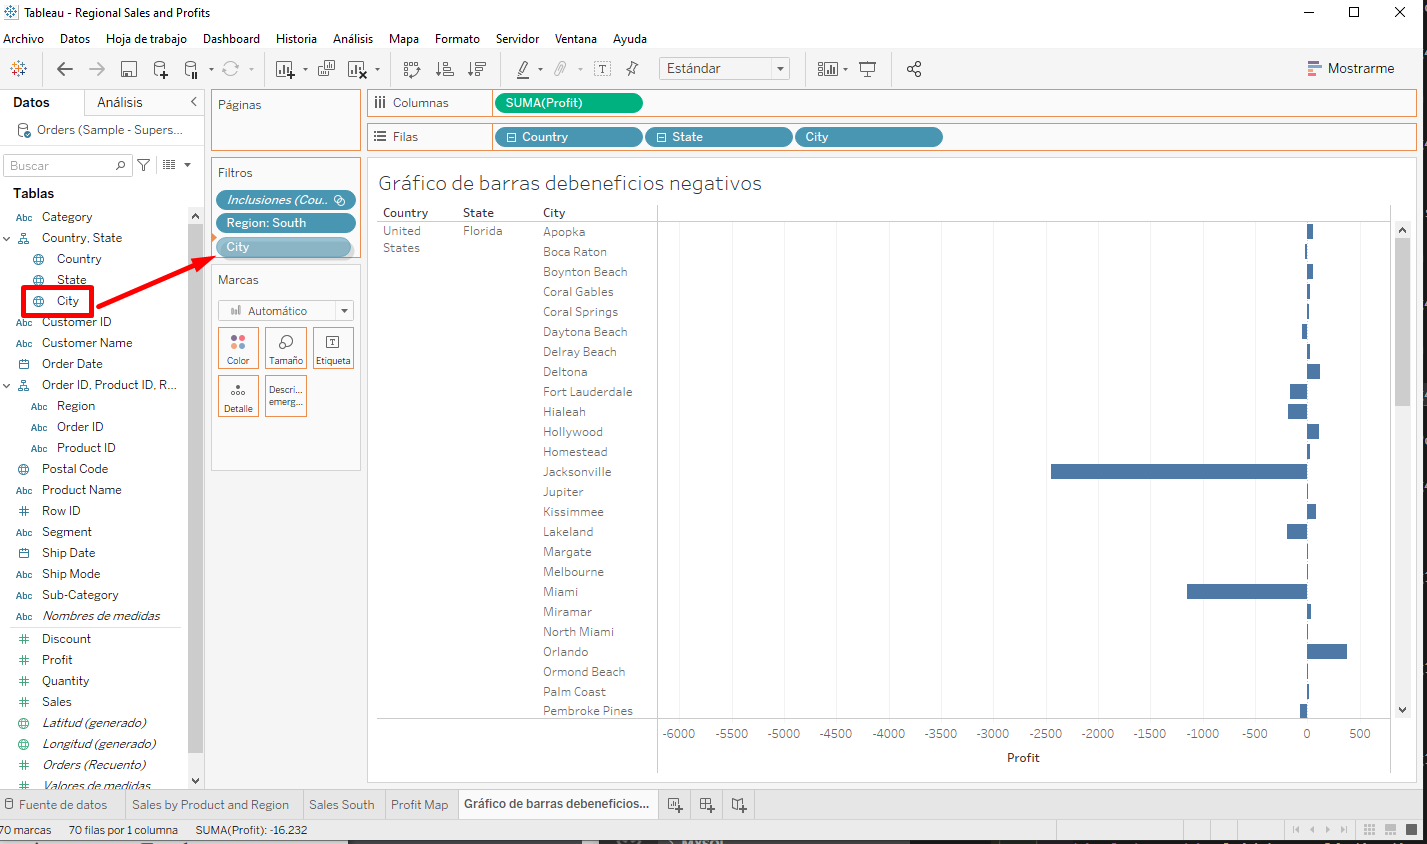 Tableau - Regional Sales and Profits
Archivo Datos Hoja de trabajo Dashboard Historia Análisis Mapa Formato Servidor Ventana Ayuda
Estándar
Mostrarme
Datos Análisis
Orders (Sample - Supers...
Buscar
Tablas
Abc Category
Country, State
Country
State
City
Abc Customer ID
Abc Customer Name
Order Date
Order ID, Product ID, R...
Abc Region
Abc Order ID
Abc Product ID
Postal Code
Abc Product Name
Row ID
Abc Segment
Ship Date
Abc Ship Mode
Abc Sub-Category
Abc Nombres de medidas
Discount
Profit
Quantity
Sales
Latitud (generado)
Longitud (generado)
Orders (Recuento)
Valores de medidas
Páginas
Filtros
Inclusiones (Cou..
Region: South
City
Marcas
Automático
Color Tamaño Etiqueta
Detalle
Descri...
emerg...
Columnas SUMA(Profit)
Filas Country State City
Gráfico de barras debeneficios negativos
Country State City
United States
Florida
Apopka
Boca Raton
Boynton Beach
Coral Gables
Coral Springs
Daytona Beach
Delray Beach
Deltona
Fort Lauderdale
Hialeah
Hollywood
Homestead
Jacksonville
Jupiter
Kissimmee
Lakeland
Margate
Melbourne
Miami
Miramar
North Miami
Orlando
Ormond Beach
Palm Coast
Pembroke Pines
-6000 -5500 -5000 -4500 -4000 -3500 -3000 -2500 -2000 -1500 -1000 -500 0 500
Profit
Fuente de datos Sales by Product and Region Sales South Profit Map Gráfico de barras debeneficios...
70 marcas 70 filas por 1 columna SUMA(Profit): -16.232